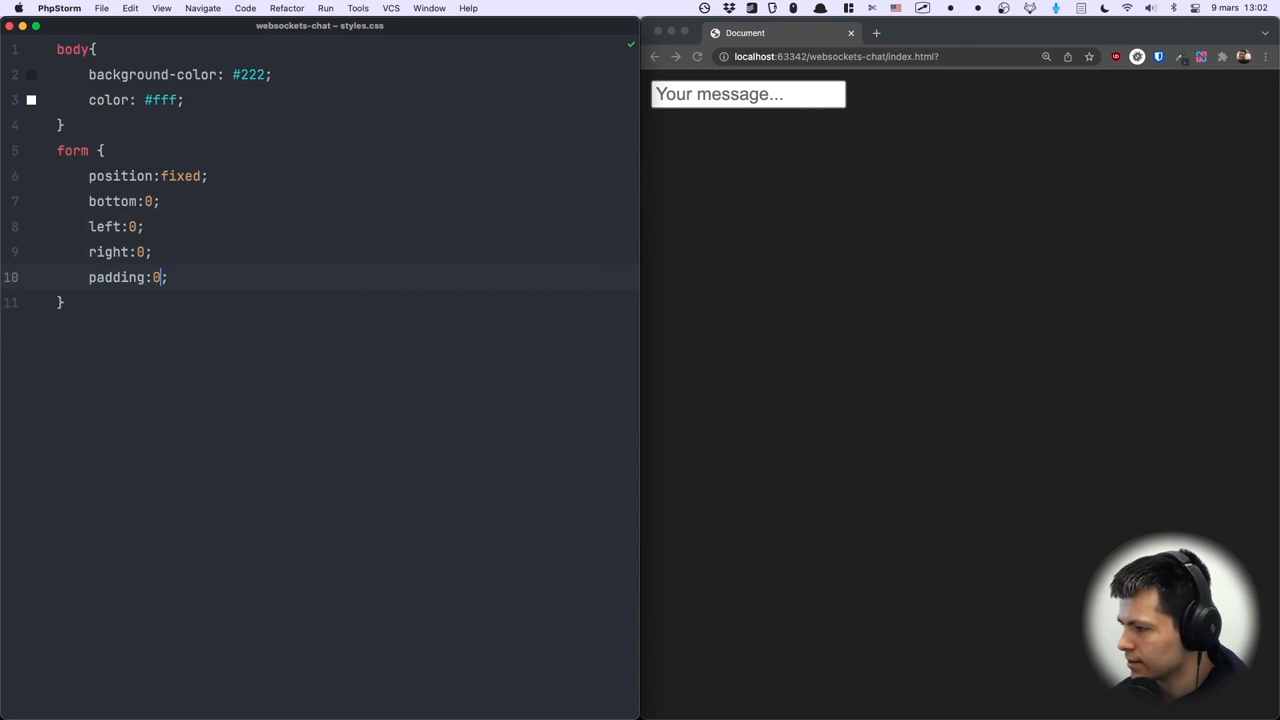 PhpStorm File Edit View Navigate Code Refactor Run Tools VCS Window Help 9 mars 13:02
websockets-chat – styles.css
Document
localhost:63342/websockets-chat/index.html?
1 body{
2 background-color: #222;
3 color: #fff;
4 }
5 form {
6 position:fixed;
7 bottom:0;
8 left:0;
9 right:0;
10 padding:0;
11 }
Your message...